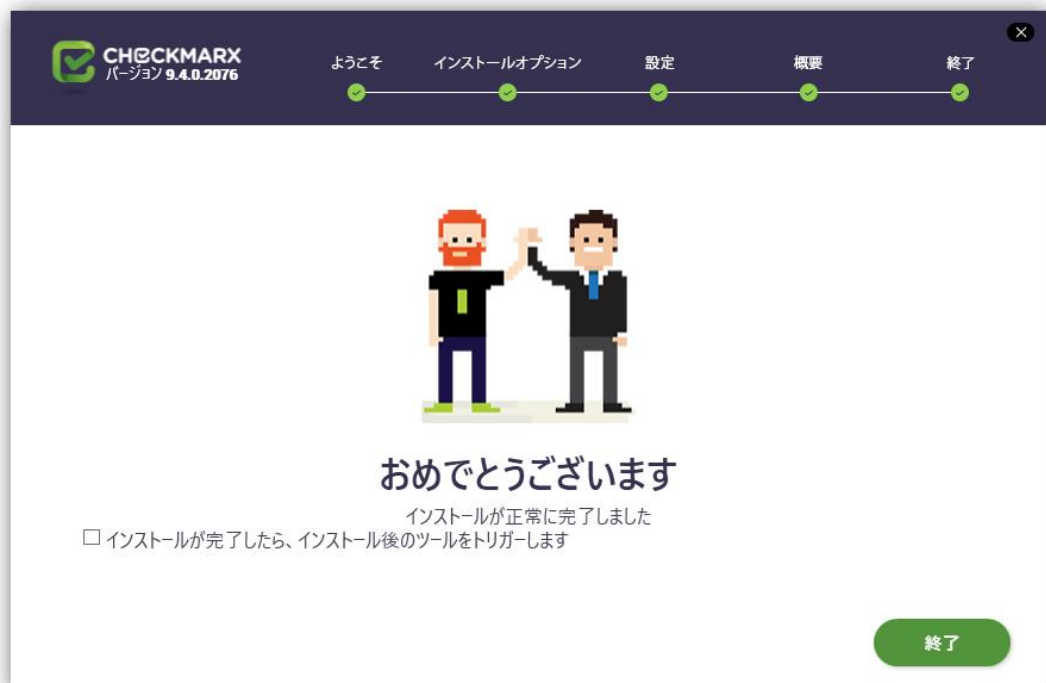 CHECKMARX
バージョン 9.4.0.2076
ようこそ
インストールオプション
設定
概要
終了
おめでとうございます
インストールが正常に完了しました
インストールが完了したら、インストール後のツールをトリガーします
終了